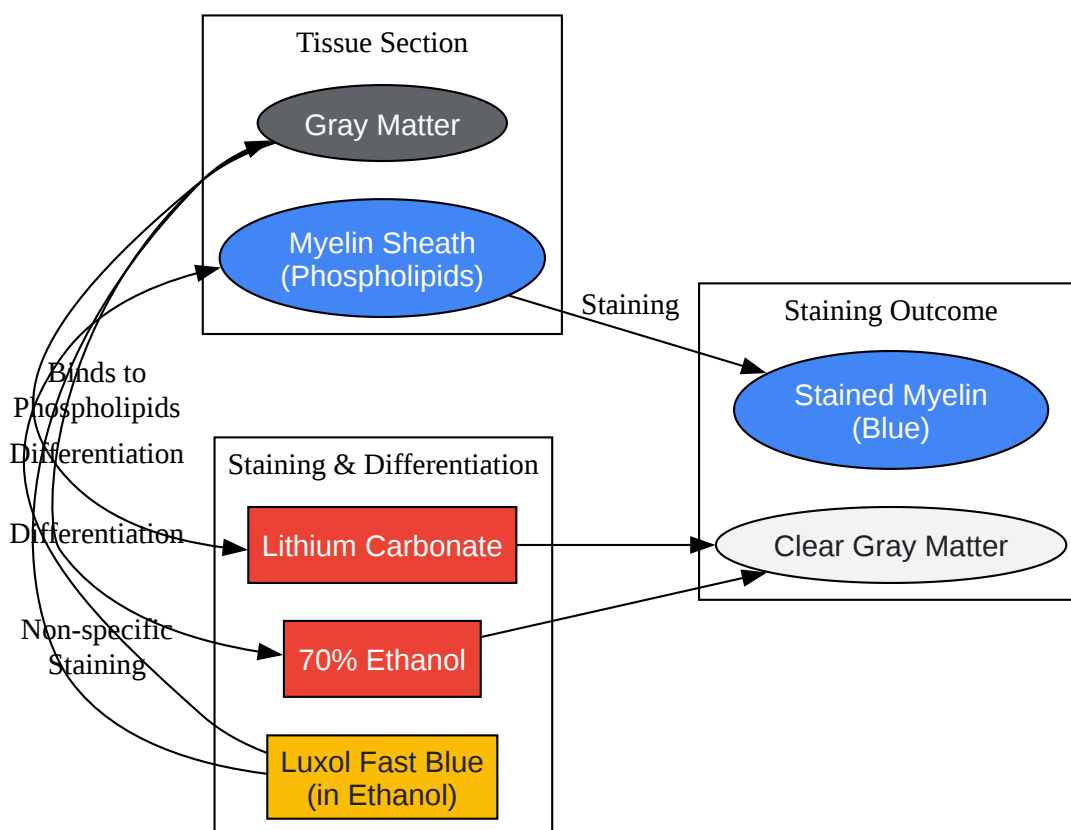 Tissue Section
Gray Matter
Myelin Sheath
(Phospholipids)
Staining
Staining Outcome
Stained Myelin
(Blue)
Clear Gray Matter
Binds to
Phospholipids
Differentiation
Differentiation
Non-specific
Staining
Staining & Differentiation
Lithium Carbonate
70% Ethanol
Luxol Fast Blue
(in Ethanol)